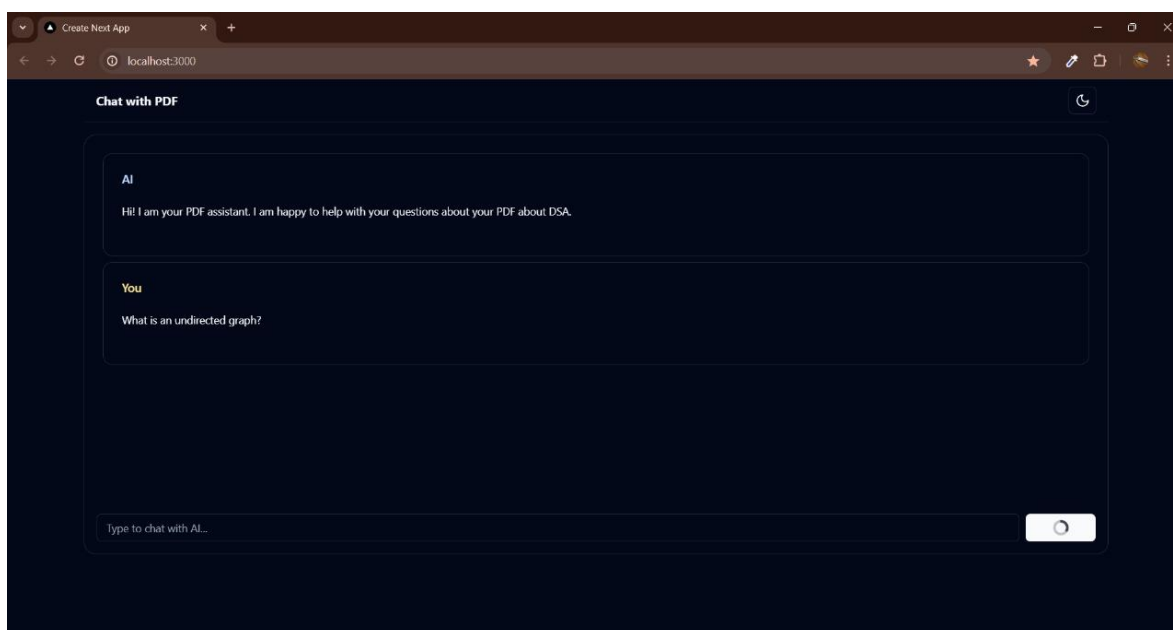 Create Next App
localhost:3000
Chat with PDF
AI
Hi! I am your PDF assistant. I am happy to help with your questions about your PDF about DSA.
You
What is an undirected graph?
Type to chat with AI...